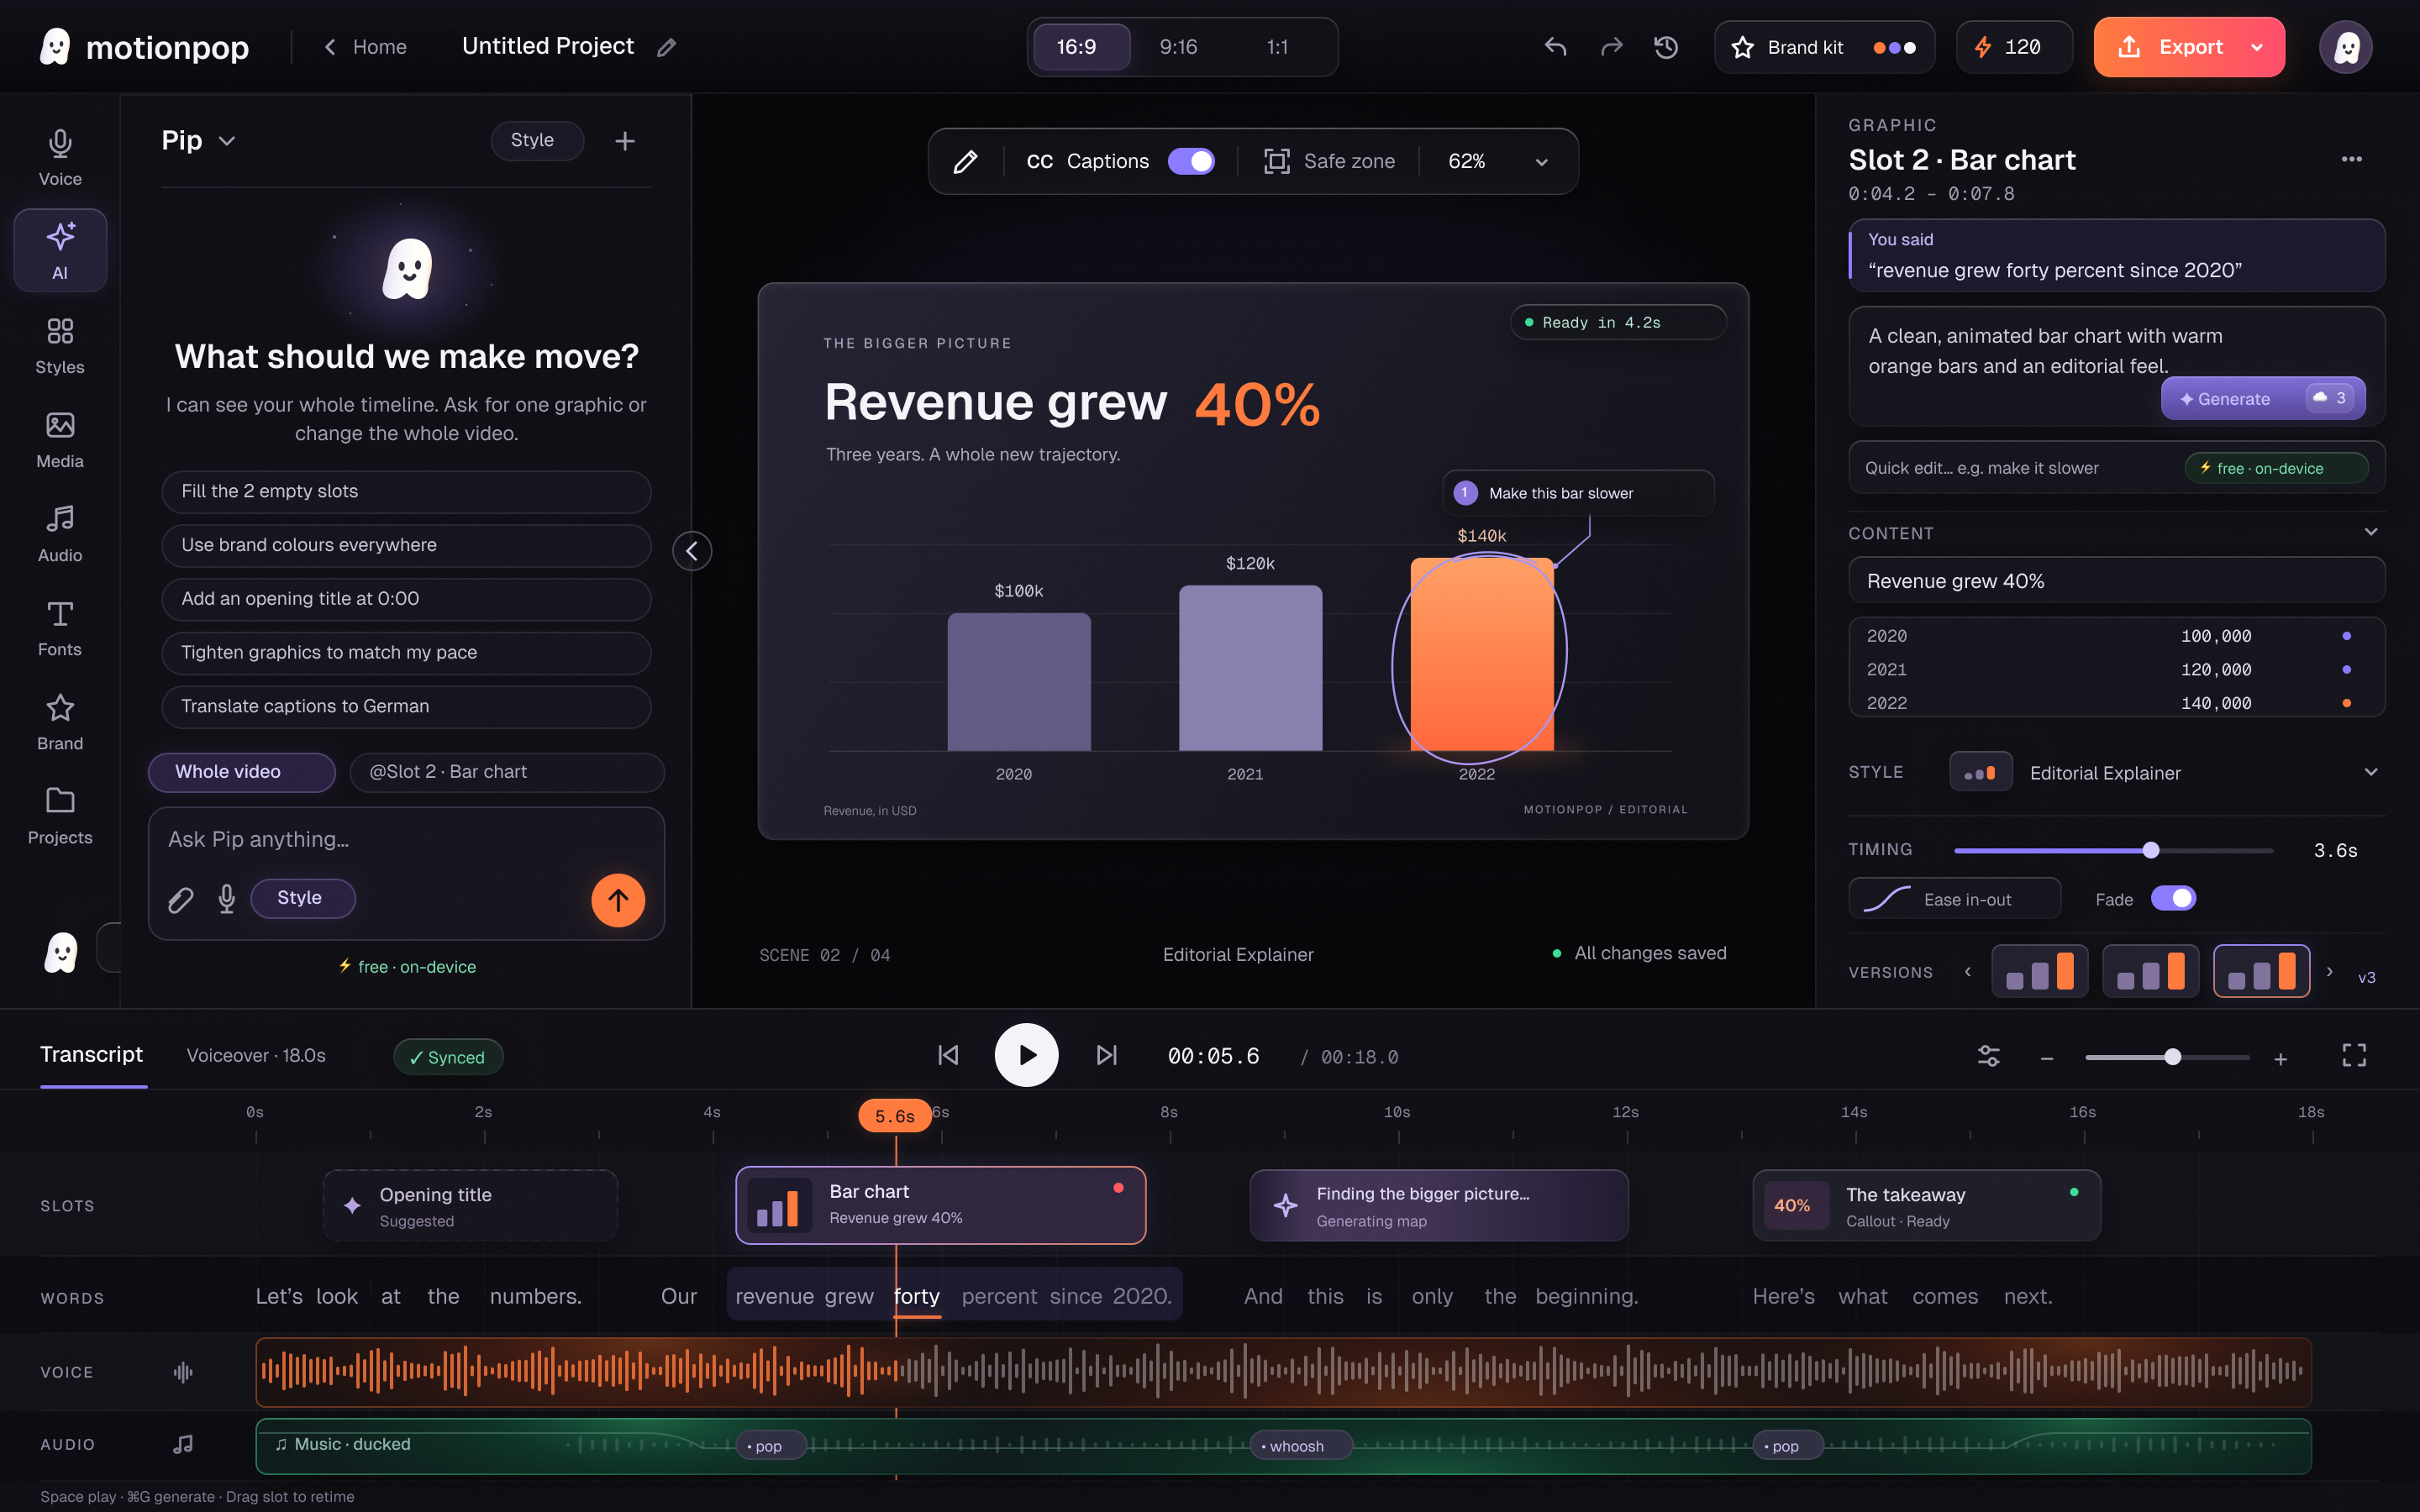 motionpop
Home
Untitled Project
16:9
9:16
1:1
Brand kit
120
Export
Voice
AI
Styles
Media
Audio
Fonts
Brand
Projects
Pip
Style
What should we make move?
I can see your whole timeline. Ask for one graphic or
change the whole video.
Fill the 2 empty slots
Use brand colours everywhere
Add an opening title at 0:00
Tighten graphics to match my pace
Translate captions to German
Whole video
@Slot 2 · Bar chart
Ask Pip anything...
Style
⚡ free · on-device
CC Captions
Safe zone
62%
Ready in 4.2s
THE BIGGER PICTURE
Revenue grew 40%
Three years. A whole new trajectory.
1 Make this bar slower
$100k
$120k
$140k
2020
2021
2022
Revenue, in USD
MOTIONPOP / EDITORIAL
SCENE 02 / 04
Editorial Explainer
All changes saved
GRAPHIC
Slot 2 · Bar chart
0:04.2 – 0:07.8
You said
“revenue grew forty percent since 2020”
A clean, animated bar chart with warm
orange bars and an editorial feel.
✦ Generate
3
Quick edit... e.g. make it slower
⚡ free · on-device
CONTENT
Revenue grew 40%
2020 100,000
2021 120,000
2022 140,000
STYLE
Editorial Explainer
TIMING
3.6s
Ease in-out
Fade
VERSIONS
v3
Transcript
Voiceover · 18.0s
✓ Synced
00:05.6 / 00:18.0
0s
2s
4s
5.6s
6s
8s
10s
12s
14s
16s
18s
SLOTS
Opening title
Suggested
Bar chart
Revenue grew 40%
Finding the bigger picture...
Generating map
40%
The takeaway
Callout · Ready
WORDS
Let’s look at the numbers. Our revenue grew forty percent since 2020. And this is only the beginning. Here’s what comes next.
VOICE
AUDIO
♫ Music · ducked
• pop
• whoosh
• pop
Space play · ⌘G generate · Drag slot to retime